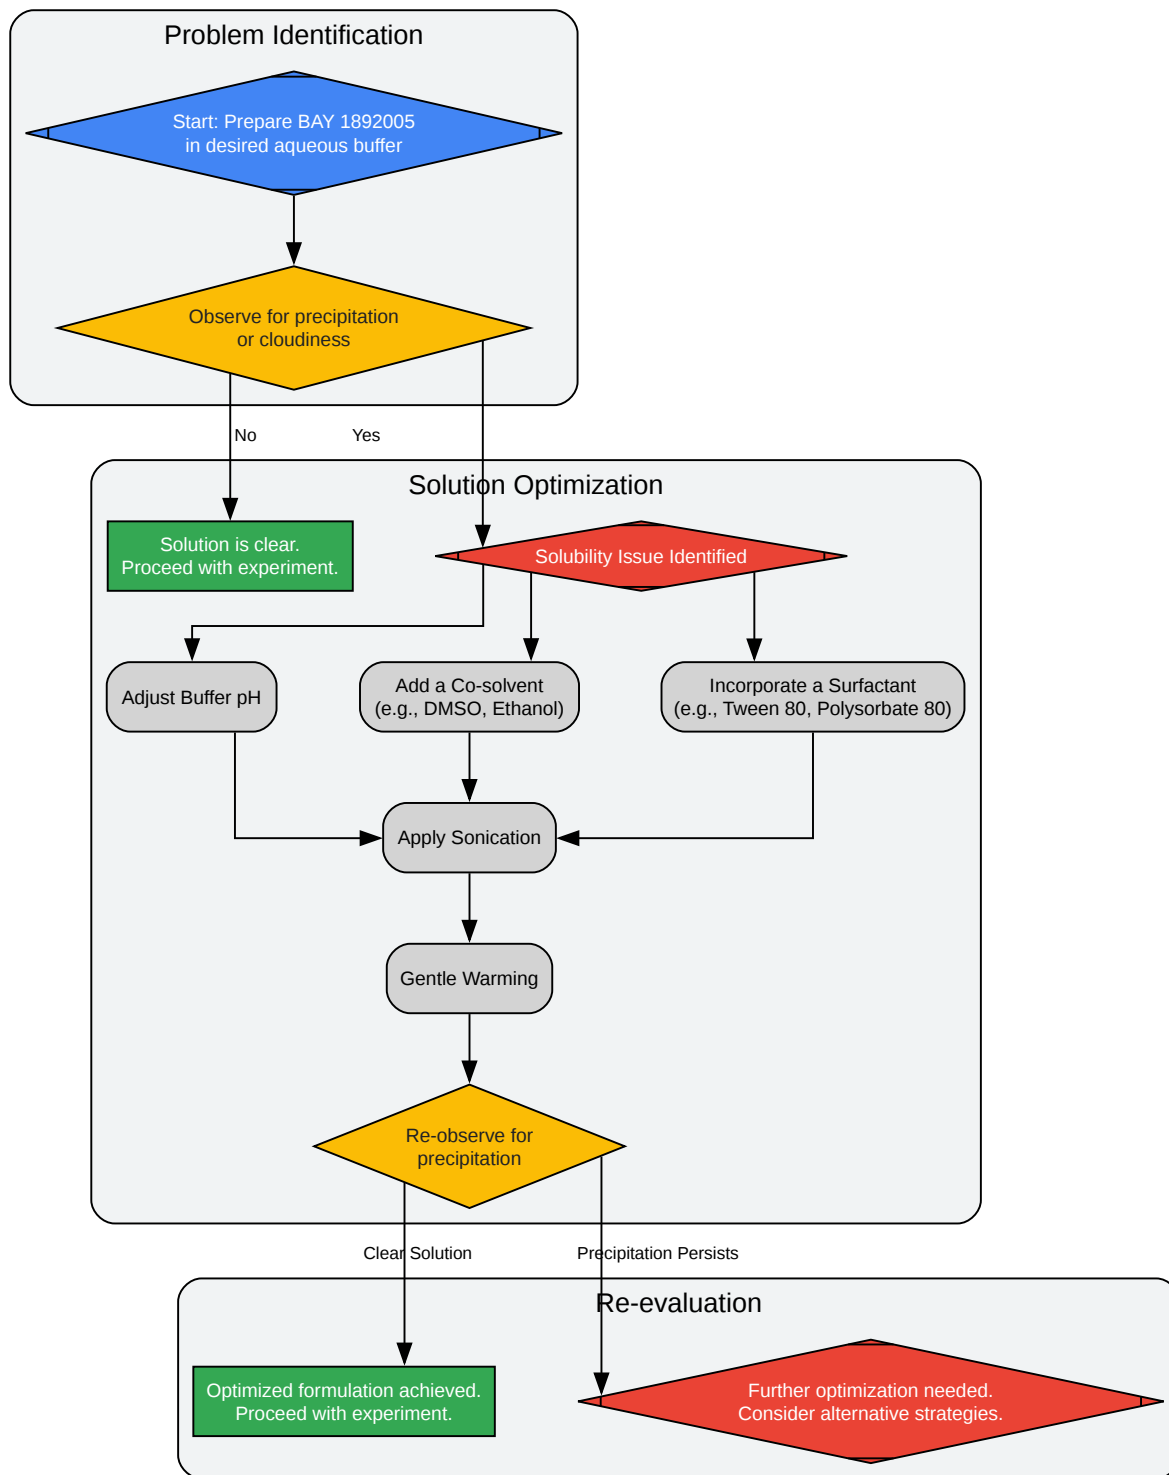 Problem Identification
Start: Prepare BAY 1892005
in desired aqueous buffer
Observe for precipitation
or cloudiness
No
Yes
Solution Optimization
Solution is clear.
Proceed with experiment.
Solubility Issue Identified
Adjust Buffer pH
Add a Co-solvent
(e.g., DMSO, Ethanol)
Incorporate a Surfactant
(e.g., Tween 80, Polysorbate 80)
Apply Sonication
Gentle Warming
Re-observe for
precipitation
Clear Solution
Precipitation Persists
Re-evaluation
Optimized formulation achieved.
Proceed with experiment.
Further optimization needed.
Consider alternative strategies.